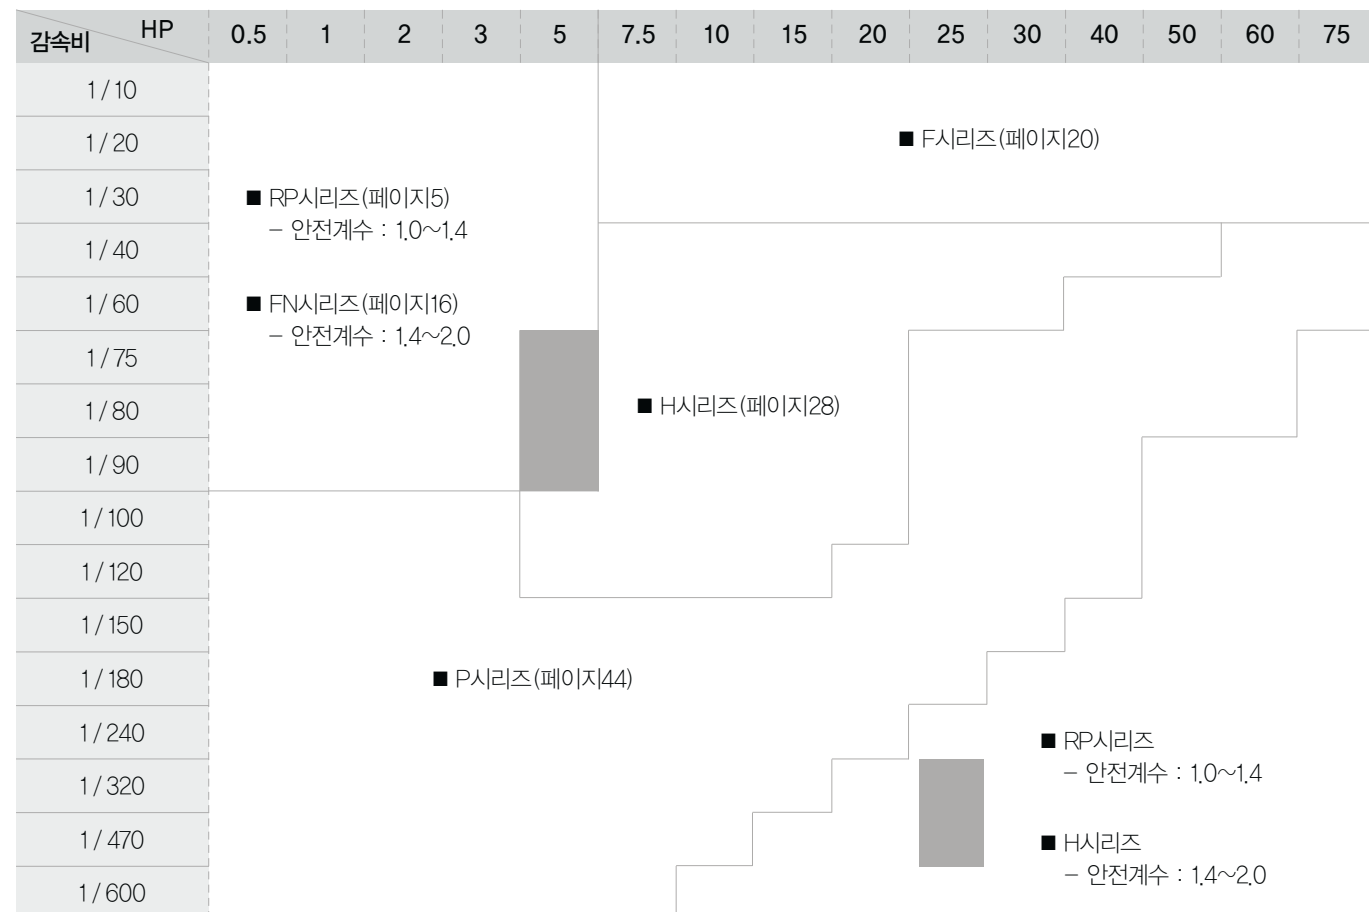 감속비 HP 0.5 1 2 3 5 7.5 10 15 20 25 30 40 50 60 75
1 / 10
1 / 20
■ F시리즈(페이지20)
1 / 30
■ RP시리즈(페이지5)
– 안전계수 : 1.0~1.4
1 / 40
1 / 60
■ FN시리즈(페이지16)
– 안전계수 : 1.4~2.0
1 / 75
1 / 80
■ H시리즈(페이지28)
1 / 90
1 / 100
1 / 120
1 / 150
1 / 180
■ P시리즈(페이지44)
1 / 240
■ RP시리즈
– 안전계수 : 1.0~1.4
1 / 320
1 / 470
■ H시리즈
– 안전계수 : 1.4~2.0
1 / 600